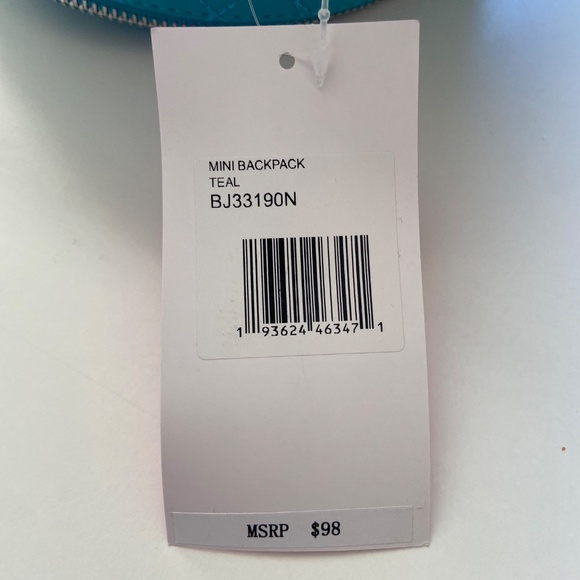 MINI BACKPACK
TEAL
BJ33190N
1 93624 46347 1
MSRP $98